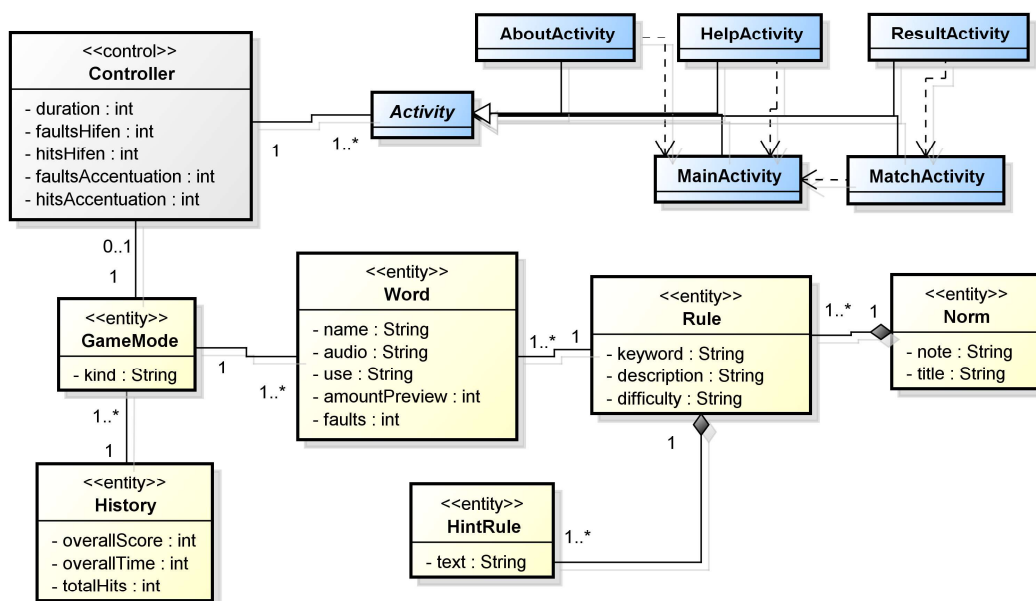 <<control>>
Controller
- duration : int
- faultsHifen : int
- hitsHifen : int
- faultsAccentuation : int
- hitsAccentuation : int
1
1..*
Activity
AboutActivity
HelpActivity
ResultActivity
MainActivity
MatchActivity
0..1
1
<<entity>>
GameMode
- kind : String
1
1..*
<<entity>>
Word
- name : String
- audio : String
- use : String
- amountPreview : int
- faults : int
1..*
1
<<entity>>
Rule
- keyword : String
- description : String
- difficulty : String
1..*
1
<<entity>>
Norm
- note : String
- title : String
1..*
1
<<entity>>
History
- overallScore : int
- overallTime : int
- totalHits : int
1
1..*
<<entity>>
HintRule
- text : String